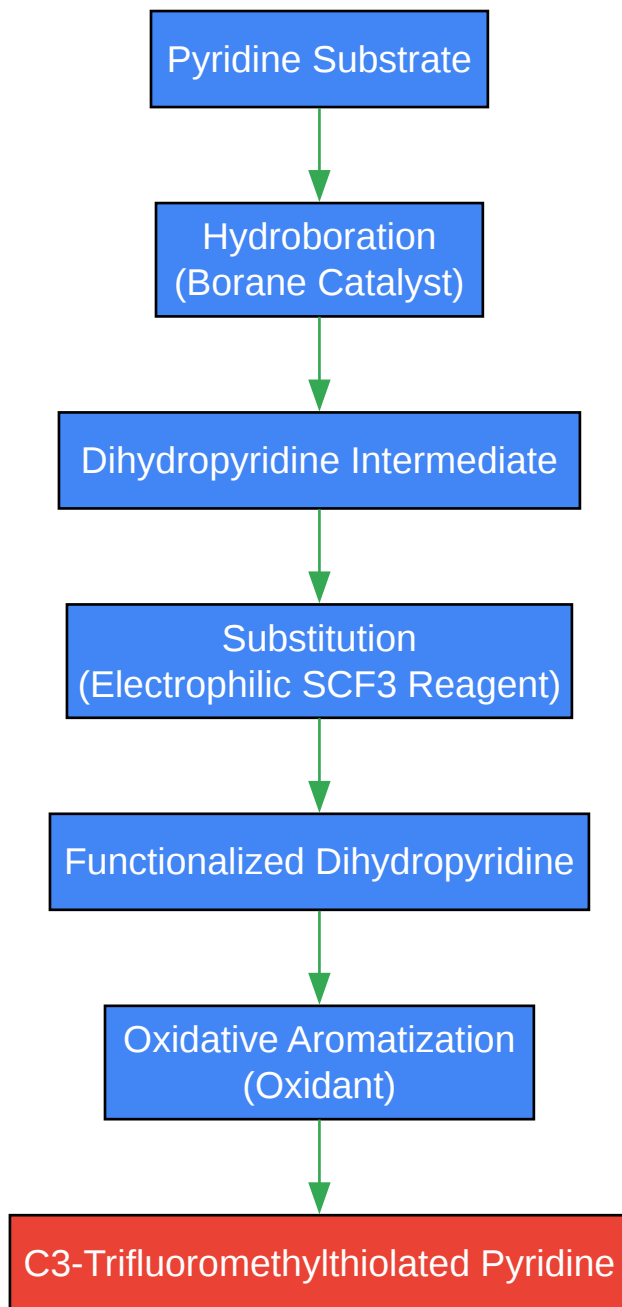 Pyridine Substrate
Hydroboration
(Borane Catalyst)
Dihydropyridine Intermediate
Substitution
(Electrophilic SCF3 Reagent)
Functionalized Dihydropyridine
Oxidative Aromatization
(Oxidant)
C3-Trifluoromethylthiolated Pyridine